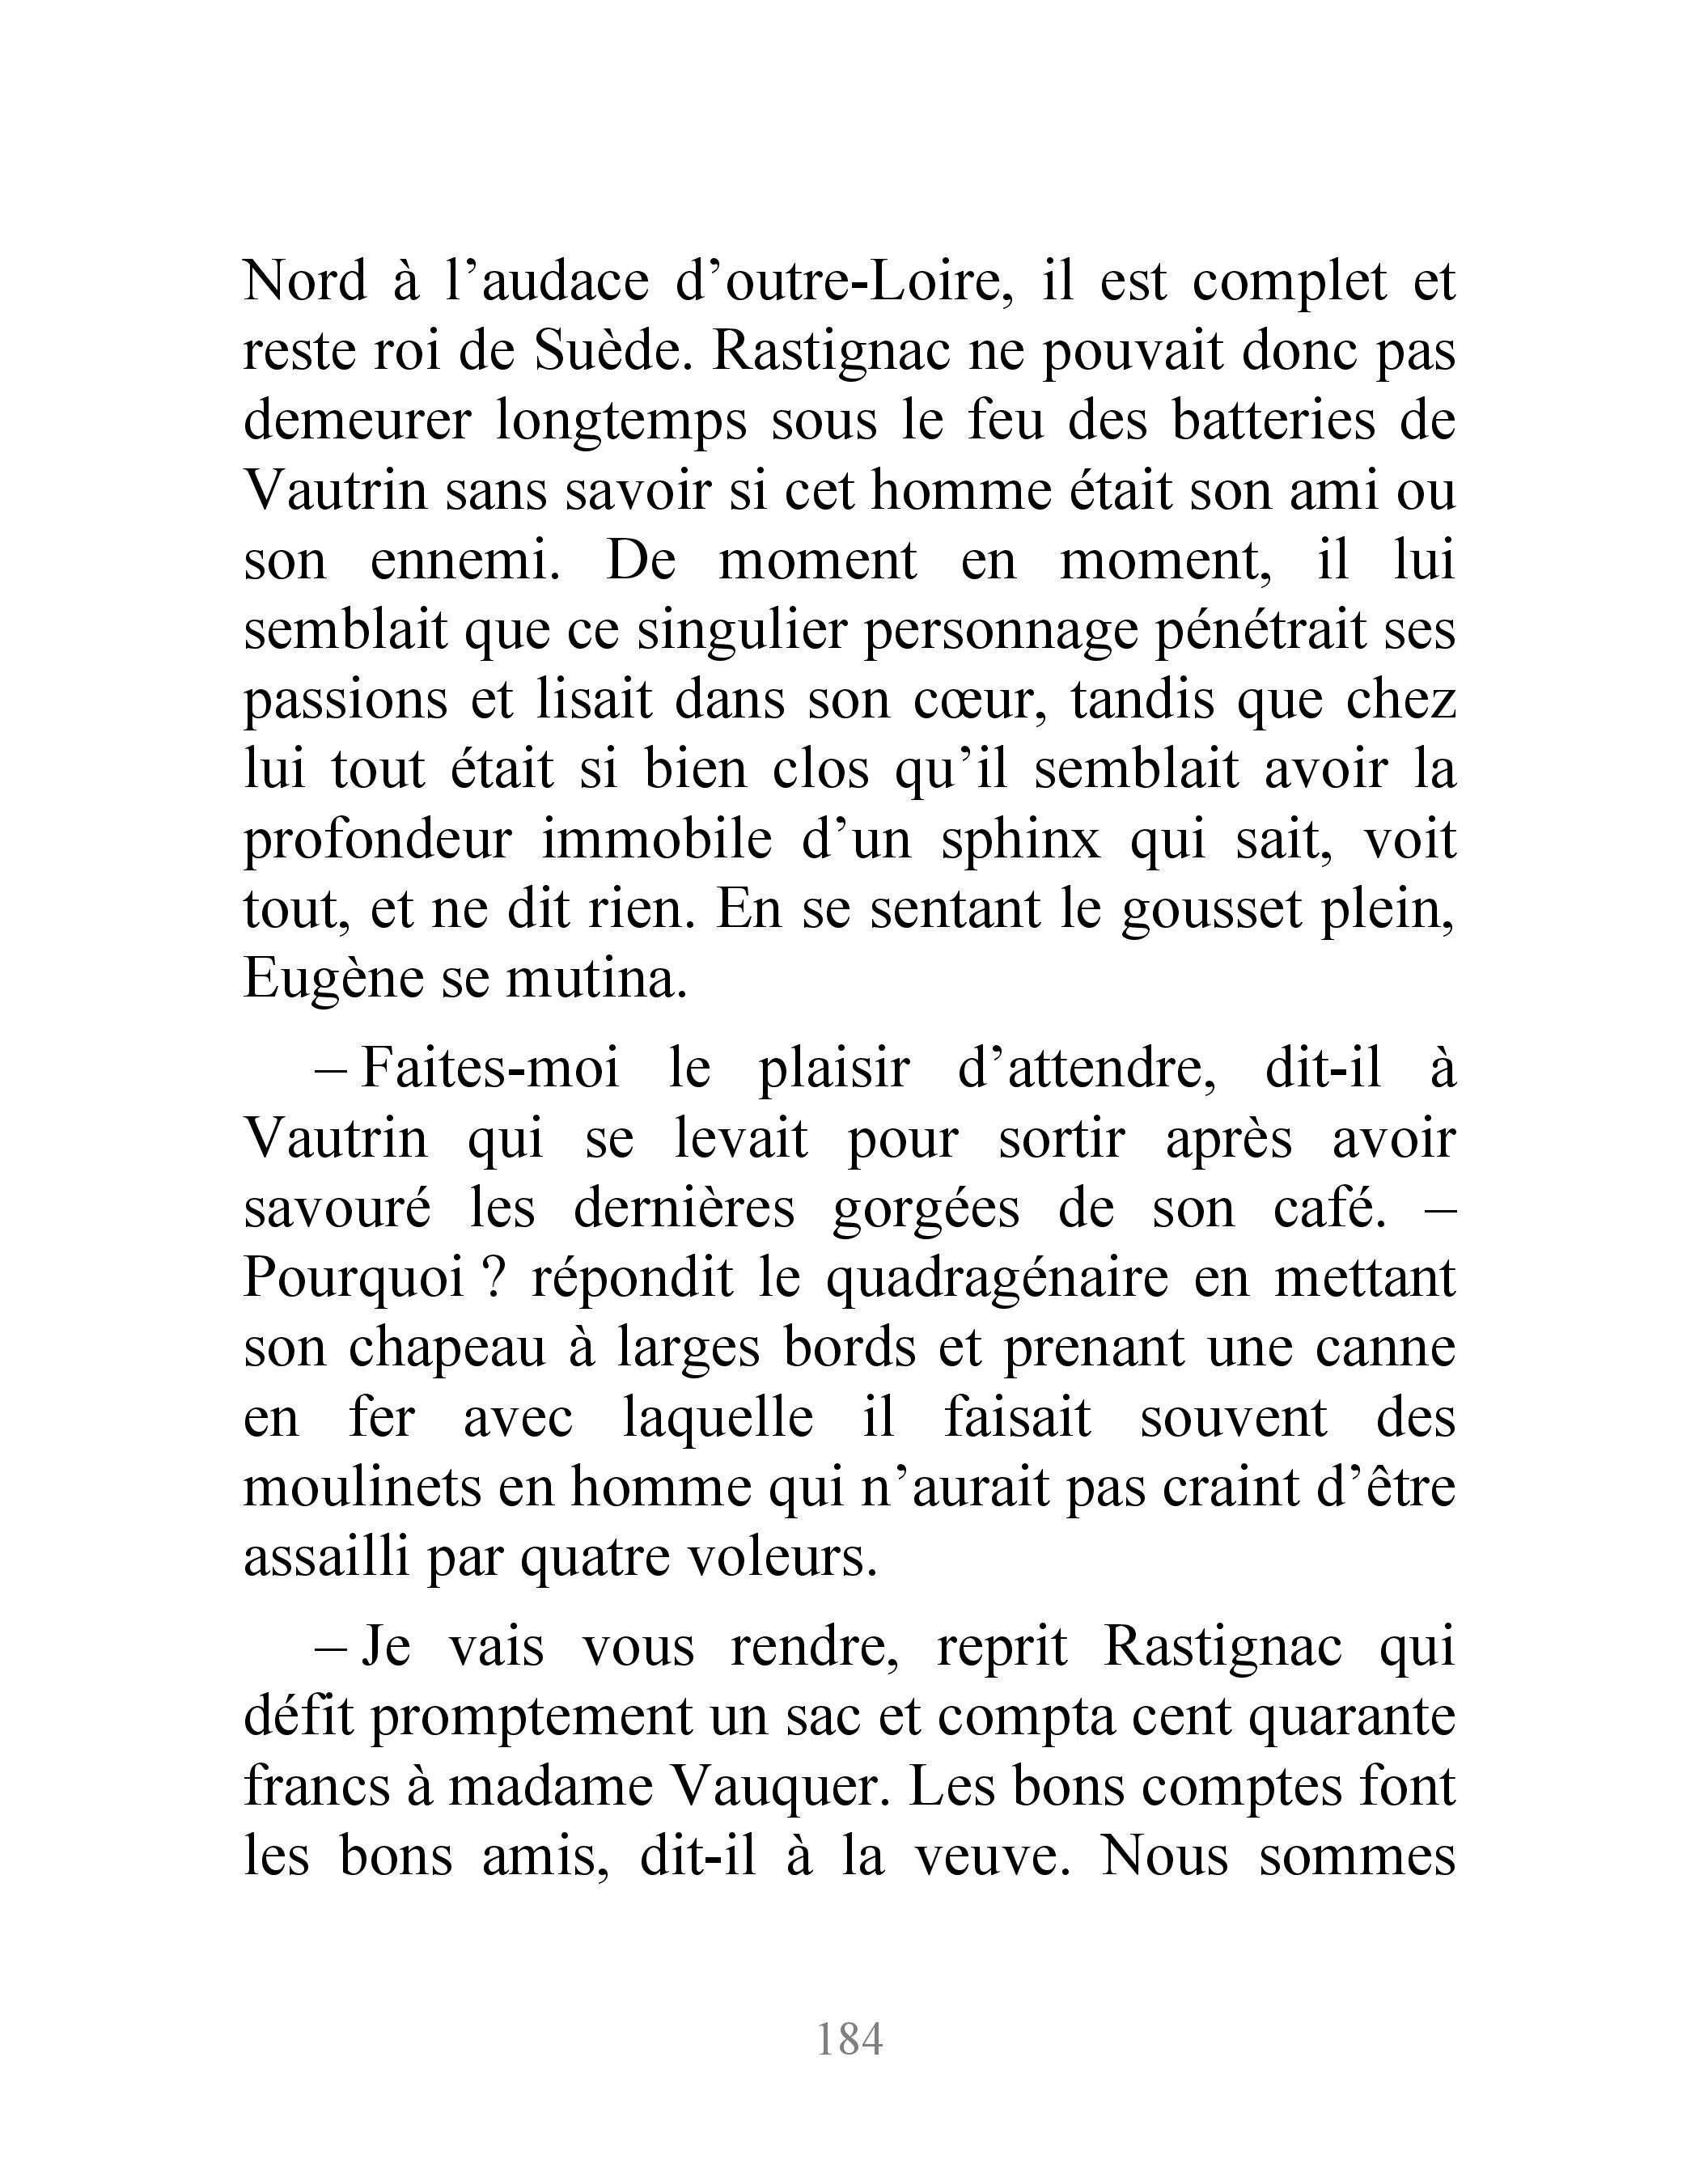 Nord à l’audace d’outre-Loire, il est complet et
reste roi de Suède. Rastignac ne pouvait donc pas
demeurer longtemps sous le feu des batteries de
Vautrin sans savoir si cet homme était son ami ou
son ennemi. De moment en moment, il lui
semblait que ce singulier personnage pénétrait ses
passions et lisait dans son cœur, tandis que chez
lui tout était si bien clos qu’il semblait avoir la
profondeur immobile d’un sphinx qui sait, voit
tout, et ne dit rien. En se sentant le gousset plein,
Eugène se mutina.
– Faites-moi le plaisir d’attendre, dit-il à
Vautrin qui se levait pour sortir après avoir
savouré les dernières gorgées de son café. –
Pourquoi ? répondit le quadragénaire en mettant
son chapeau à larges bords et prenant une canne
en fer avec laquelle il faisait souvent des
moulinets en homme qui n’aurait pas craint d’être
assailli par quatre voleurs.
– Je vais vous rendre, reprit Rastignac qui
défit promptement un sac et compta cent quarante
francs à madame Vauquer. Les bons comptes font
les bons amis, dit-il à la veuve. Nous sommes
184